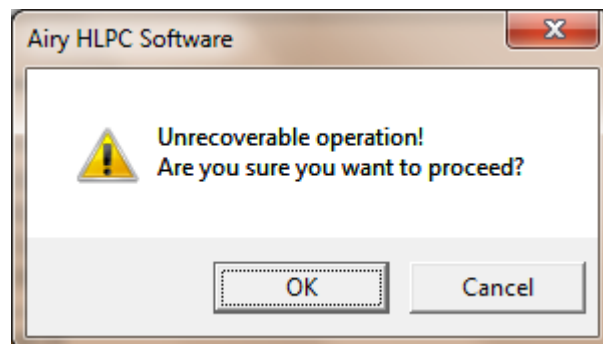 Airy HLPC Software
Unrecoverable operation!
Are you sure you want to proceed?
OK
Cancel